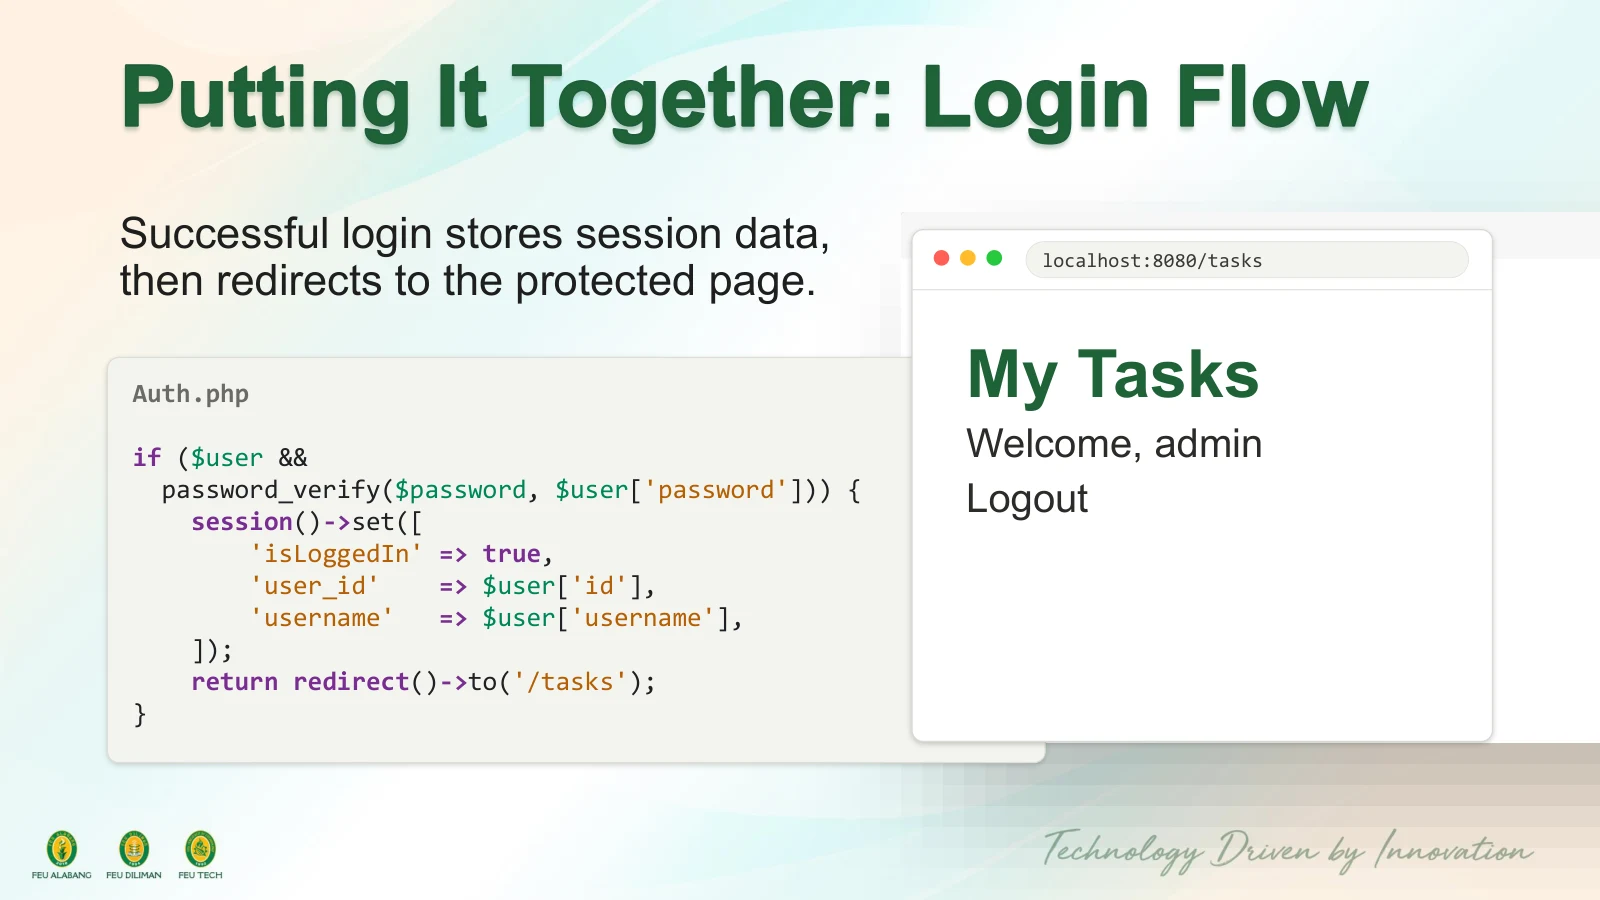 Putting It Together: Login Flow
Successful login stores session data,
then redirects to the protected page.
Auth.php
if ($user &&
  password_verify($password, $user['password'])) {
    session()->set([
        'isLoggedIn' => true,
        'user_id'    => $user['id'],
        'username'   => $user['username'],
    ]);
    return redirect()->to('/tasks');
}
localhost:8080/tasks
My Tasks
Welcome, admin
Logout
FEU ALABANG
FEU DILIMAN
FEU TECH
Technology Driven by Innovation